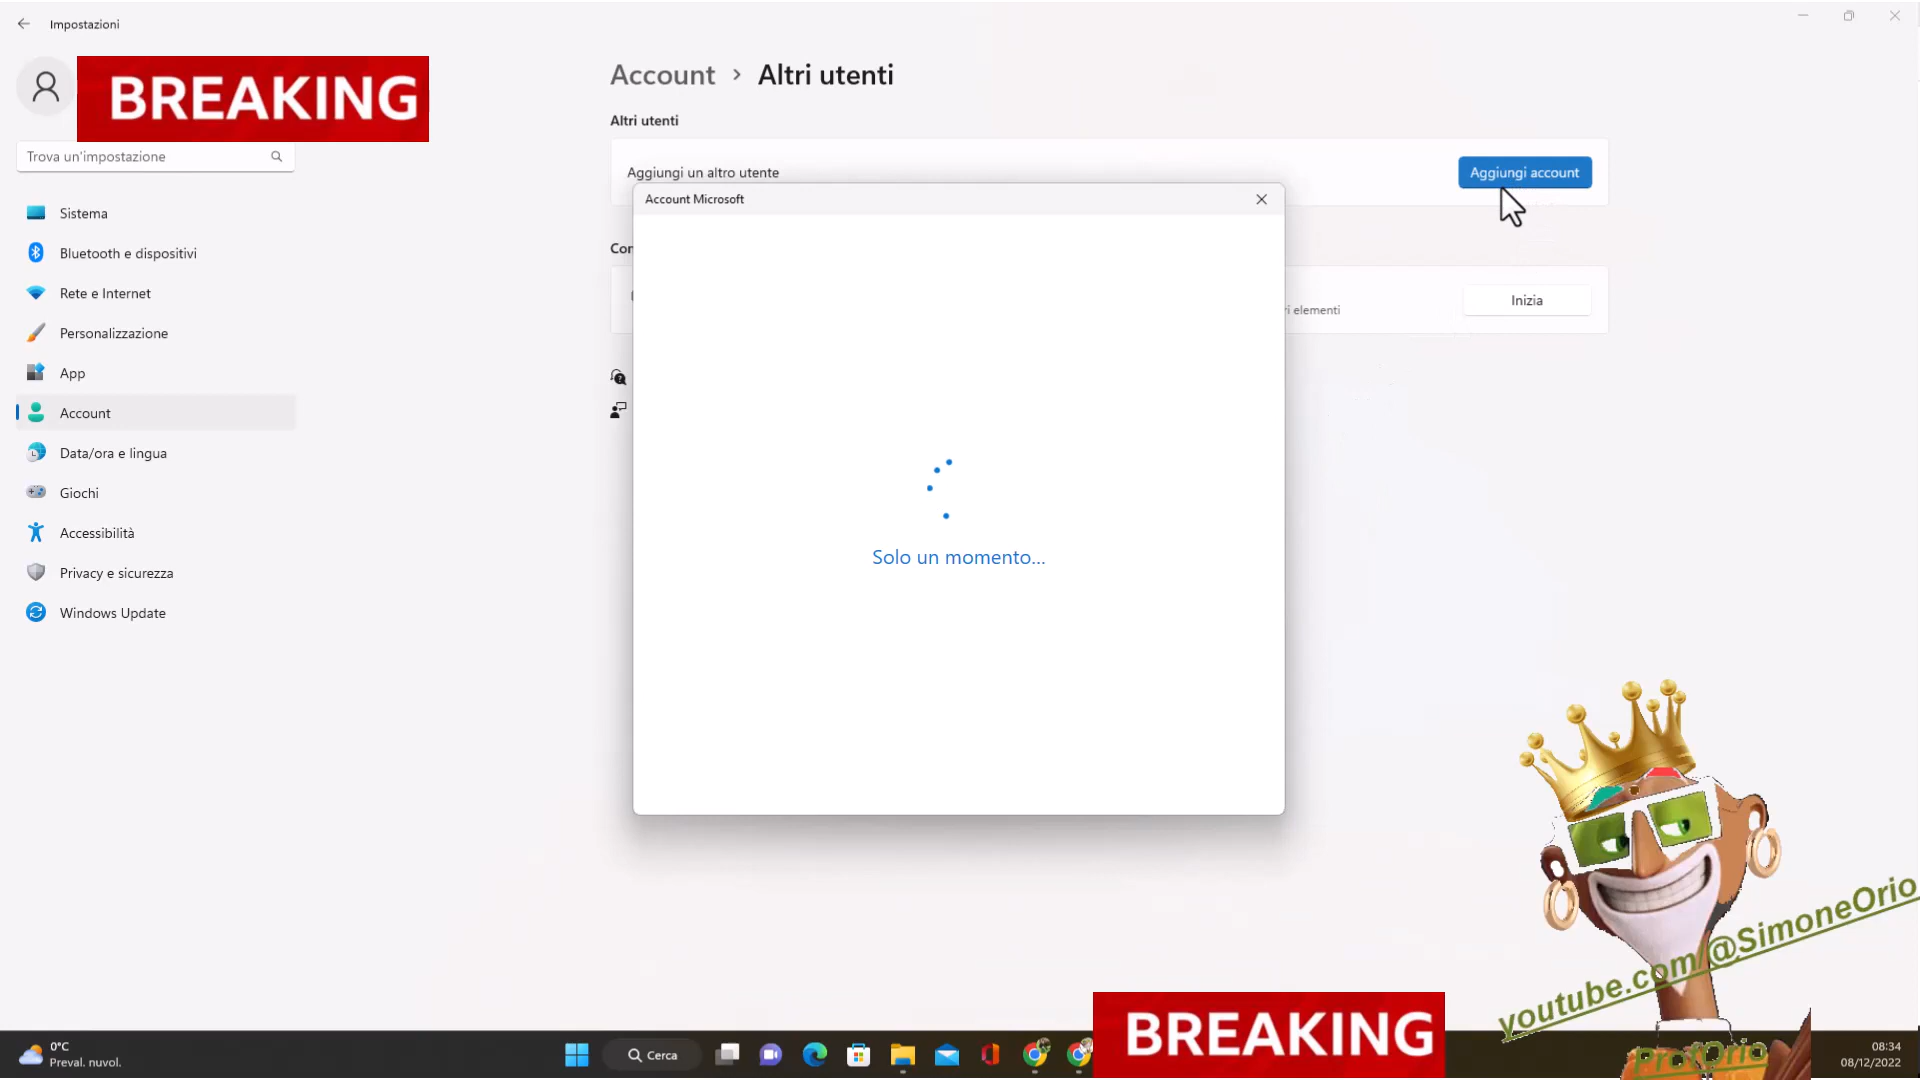 Impostazioni
BREAKING
Trova un'impostazione
Sistema
Bluetooth e dispositivi
Rete e Internet
Personalizzazione
App
Account
Data/ora e lingua
Giochi
Accessibilità
Privacy e sicurezza
Windows Update
Account > Altri utenti
Altri utenti
Aggiungi un altro utente
Aggiungi account
Account Microsoft
elementi
Inizia
Solo un momento...
youtube.com/@SimoneOrio
ProfOrio
BREAKING
0°C
Preval. nuvol.
Cerca
08:34
08/12/2022